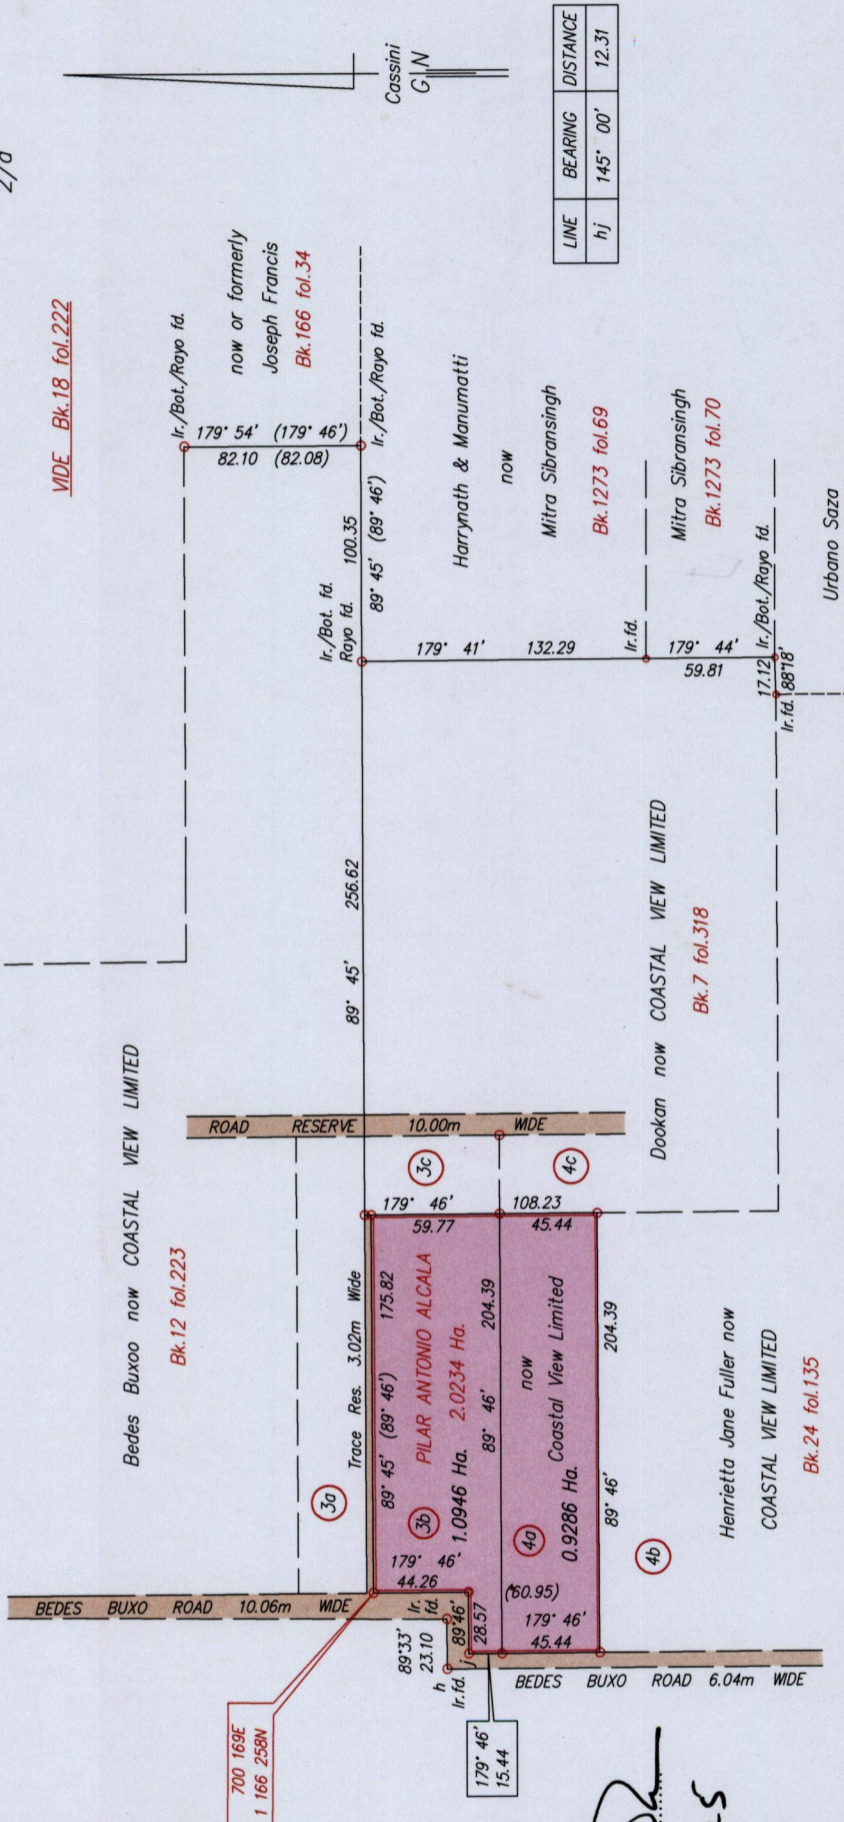 2/d
VIDE Bk.18 fol.222
Cassini
G N
LINE BEARING DISTANCE
hj 145° 00' 12.31
Ir./Bot./Rayo fd.
now or formerly
Joseph Francis
Bk.166 fol.34
179° 54' (179° 46')
82.10 (82.08)
Ir./Bot./Rayo fd.
100.35
89° 45' (89° 46')
Ir./Bot. fd.
Rayo fd.
Harrynath & Manumatti
now
Mitra Sibransingh
Bk.1273 fol.69
Mitra Sibransingh
Bk.1273 fol.70
179° 41' 132.29
Ir.fd.
179° 44'
59.81
Ir./Bot./Rayo fd.
17.12
88°18'
Ir.fd.
Urbano Saza
256.62
89° 45'
Bedes Buxoo now COASTAL VIEW LIMITED
Bk.12 fol.223
Dookan now COASTAL VIEW LIMITED
Bk.7 fol.318
ROAD RESERVE 10.00m WIDE
3c
4c
179° 46' 108.23
59.77 45.44
Trace Res. 3.02m Wide
89° 45' (89° 46') 175.82
3a
3b
PILAR ANTONIO ALCALA
1.0946 Ha. 2.0234 Ha.
179° 46'
44.26
89° 46' 204.39
now
4a
Coastal View Limited
0.9286 Ha.
(60.95)
179° 46'
45.44
89° 46' 204.39
4b
Henrietta Jane Fuller now
COASTAL VIEW LIMITED
Bk.24 fol.135
BEDES BUXO ROAD 10.06m WIDE
Ir.
fd.
89°46'
28.57
89°33'
23.10
h
Ir.fd.
j
BEDES BUXO ROAD 6.04m WIDE
700 169E
1 166 258N
179° 46'
15.44